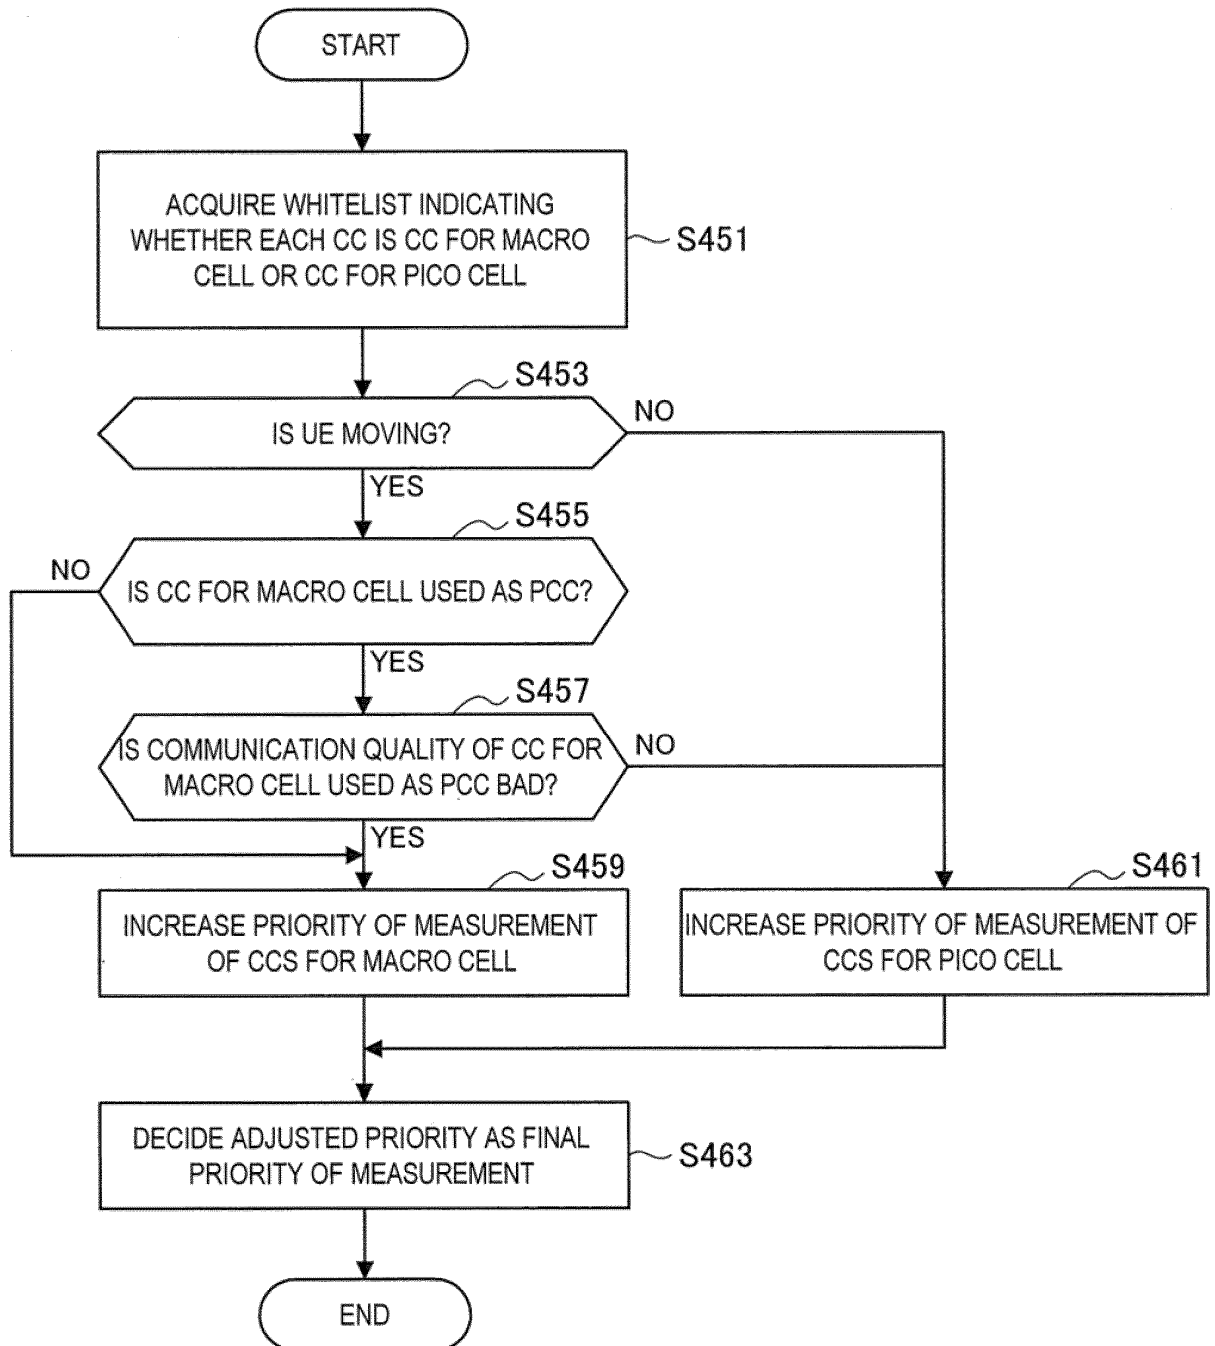 START
ACQUIRE WHITELIST INDICATING
WHETHER EACH CC IS CC FOR MACRO
CELL OR CC FOR PICO CELL
S451
S453
IS UE MOVING?
NO
YES
S455
NO
IS CC FOR MACRO CELL USED AS PCC?
YES
S457
IS COMMUNICATION QUALITY OF CC FOR
MACRO CELL USED AS PCC BAD?
NO
YES
S459
INCREASE PRIORITY OF MEASUREMENT
OF CCS FOR MACRO CELL
S461
INCREASE PRIORITY OF MEASUREMENT OF
CCS FOR PICO CELL
DECIDE ADJUSTED PRIORITY AS FINAL
PRIORITY OF MEASUREMENT
S463
END